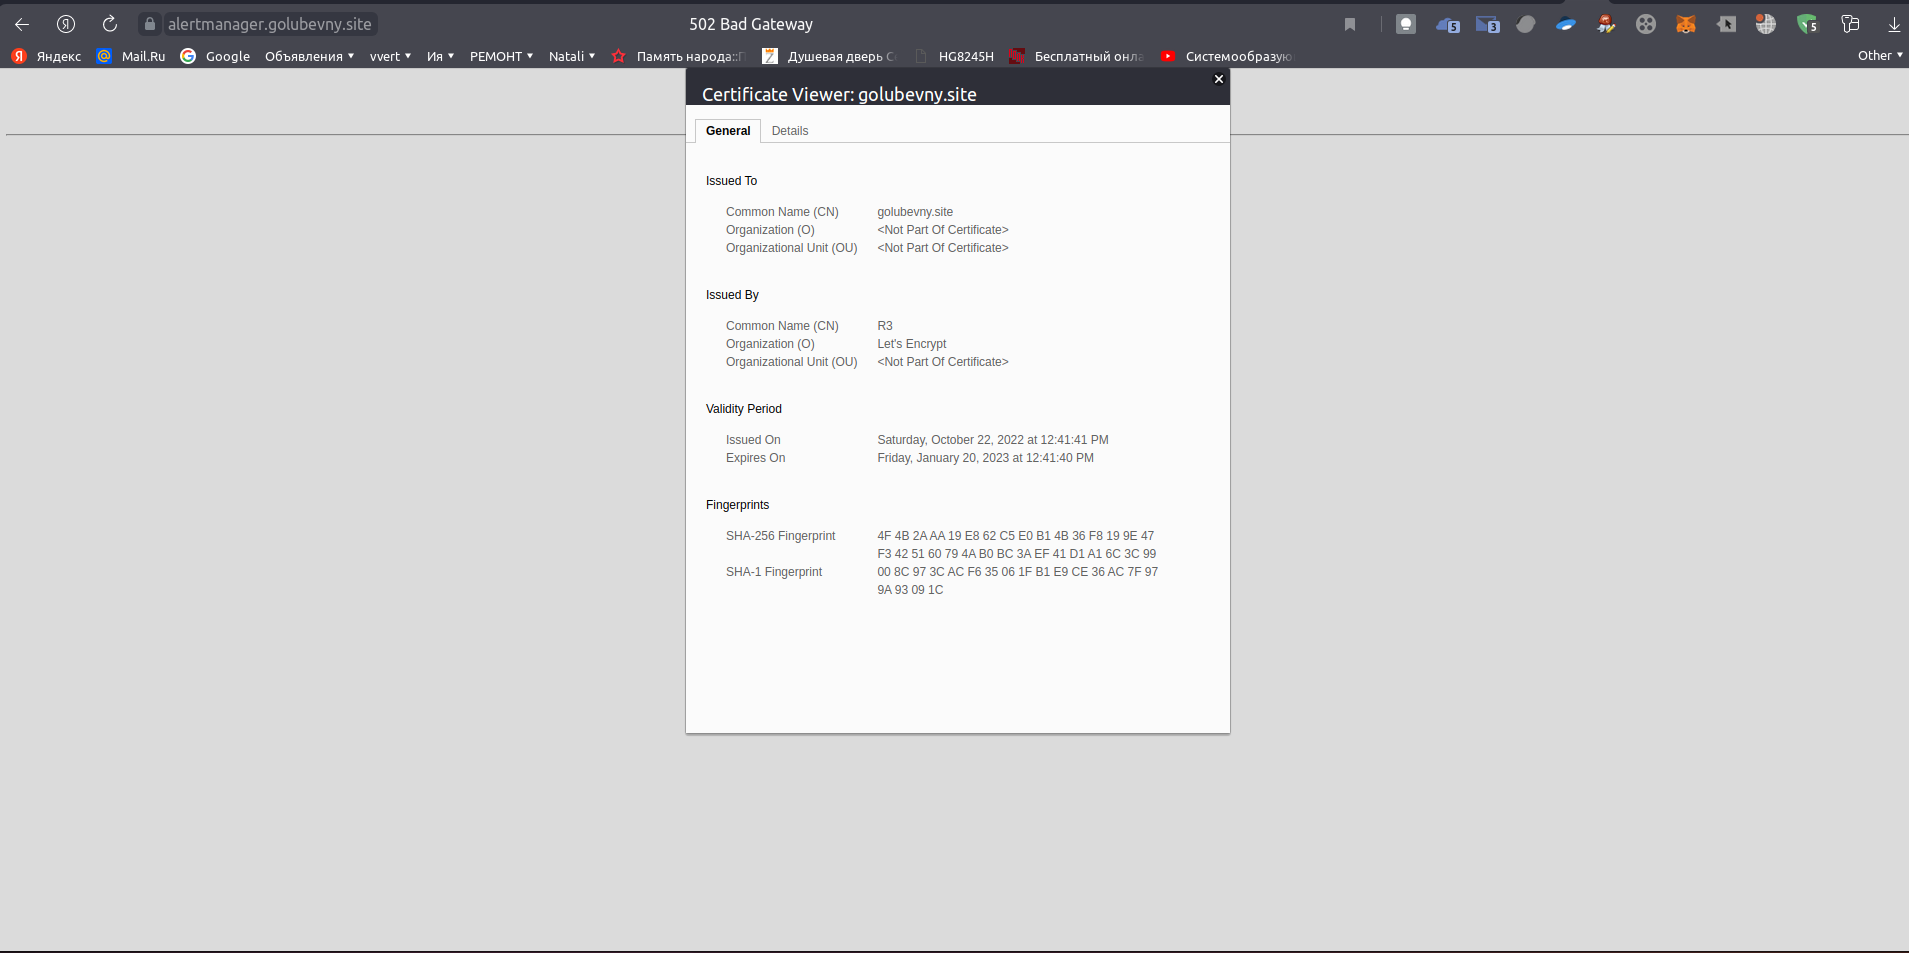 alertmanager.golubevny.site
502 Bad Gateway
5
3
5
Яндекс Mail.Ru Google Объявления vvert Ия РЕМОНТ Natali Память народа:: Душевая дверь HG8245H Бесплатный онла Системообразую Other
Certificate Viewer: golubevny.site
General Details
Issued To
Common Name (CN) golubevny.site
Organization (O) <Not Part Of Certificate>
Organizational Unit (OU) <Not Part Of Certificate>
Issued By
Common Name (CN) R3
Organization (O) Let's Encrypt
Organizational Unit (OU) <Not Part Of Certificate>
Validity Period
Issued On Saturday, October 22, 2022 at 12:41:41 PM
Expires On Friday, January 20, 2023 at 12:41:40 PM
Fingerprints
SHA-256 Fingerprint 4F 4B 2A AA 19 E8 62 C5 E0 B1 4B 36 F8 19 9E 47
F3 42 51 60 79 4A B0 BC 3A EF 41 D1 A1 6C 3C 99
SHA-1 Fingerprint 00 8C 97 3C AC F6 35 06 1F B1 E9 CE 36 AC 7F 97
9A 93 09 1C